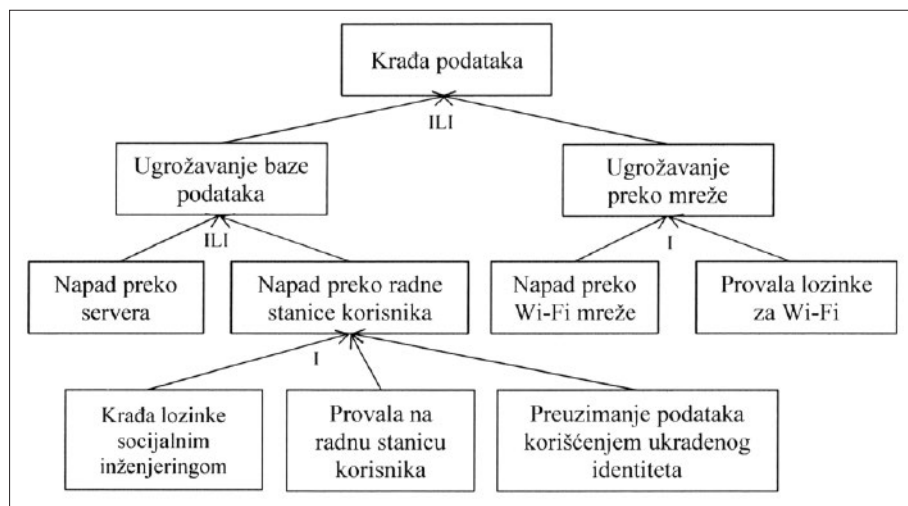 Krađa podataka
ILI
Ugrožavanje baze
podataka
Ugrožavanje
preko mreže
ILI
I
Napad preko
servera
Napad preko radne
stanice korisnika
Napad preko
Wi-Fi mreže
Provala lozinke
za Wi-Fi
I
Krađa lozinke
socijalnim
inženjeringom
Provala na
radnu stanicu
korisnika
Preuzimanje podataka
korišćenjem ukradenog
identiteta